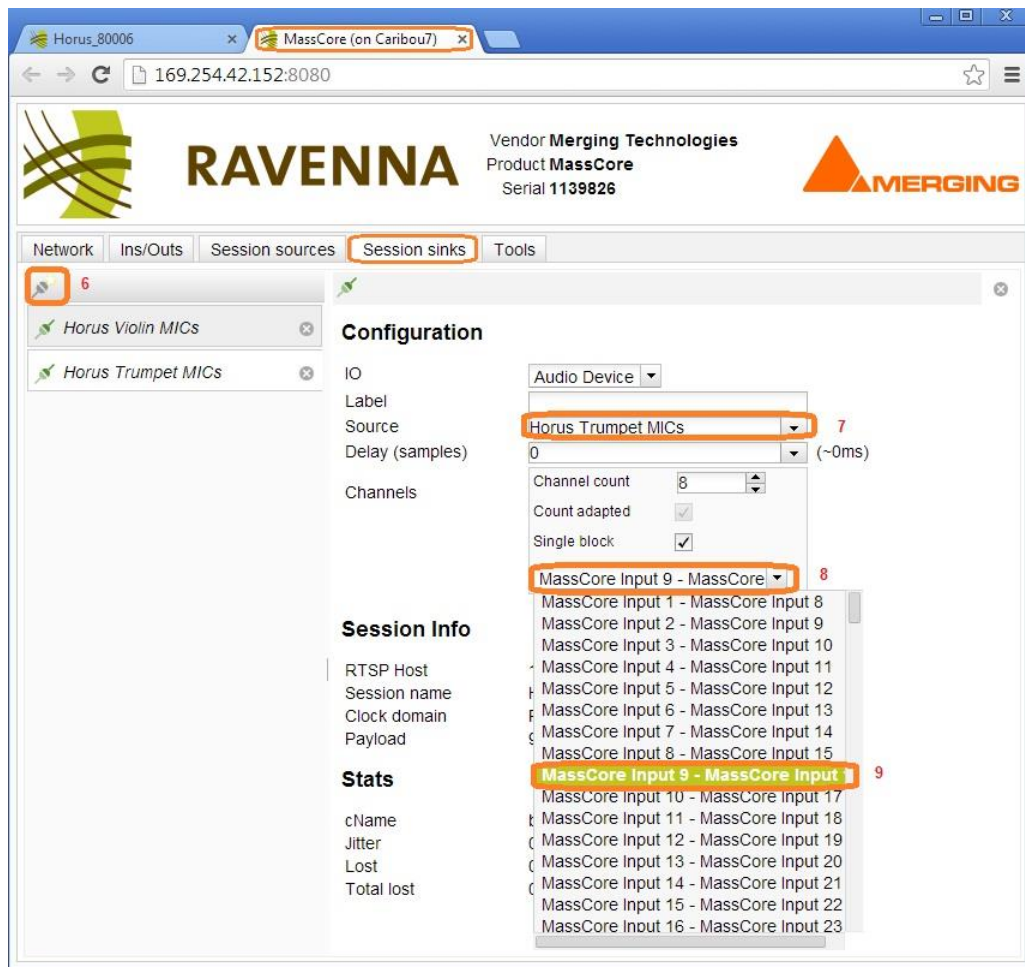 Horus_80006
MassCore (on Caribou7)
169.254.42.152:8080
RAVENNA
Vendor Merging Technologies
Product MassCore
Serial 1139826
MERGING
Network Ins/Outs Session sources Session sinks Tools
6
Horus Violin MICs
Horus Trumpet MICs
Configuration
IO Audio Device
Label
Source Horus Trumpet MICs 7
Delay (samples) 0 (~0ms)
Channels
Channel count 8
Count adapted
Single block
MassCore Input 9 - MassCore 8
MassCore Input 1 - MassCore Input 8
MassCore Input 2 - MassCore Input 9
MassCore Input 3 - MassCore Input 10
MassCore Input 4 - MassCore Input 11
MassCore Input 5 - MassCore Input 12
MassCore Input 6 - MassCore Input 13
MassCore Input 7 - MassCore Input 14
MassCore Input 8 - MassCore Input 15
MassCore Input 9 - MassCore Input 9
MassCore Input 10 - MassCore Input 17
MassCore Input 11 - MassCore Input 18
MassCore Input 12 - MassCore Input 19
MassCore Input 13 - MassCore Input 20
MassCore Input 14 - MassCore Input 21
MassCore Input 15 - MassCore Input 22
MassCore Input 16 - MassCore Input 23
Session Info
RTSP Host
Session name
Clock domain
Payload
Stats
cName
Jitter
Lost
Total lost